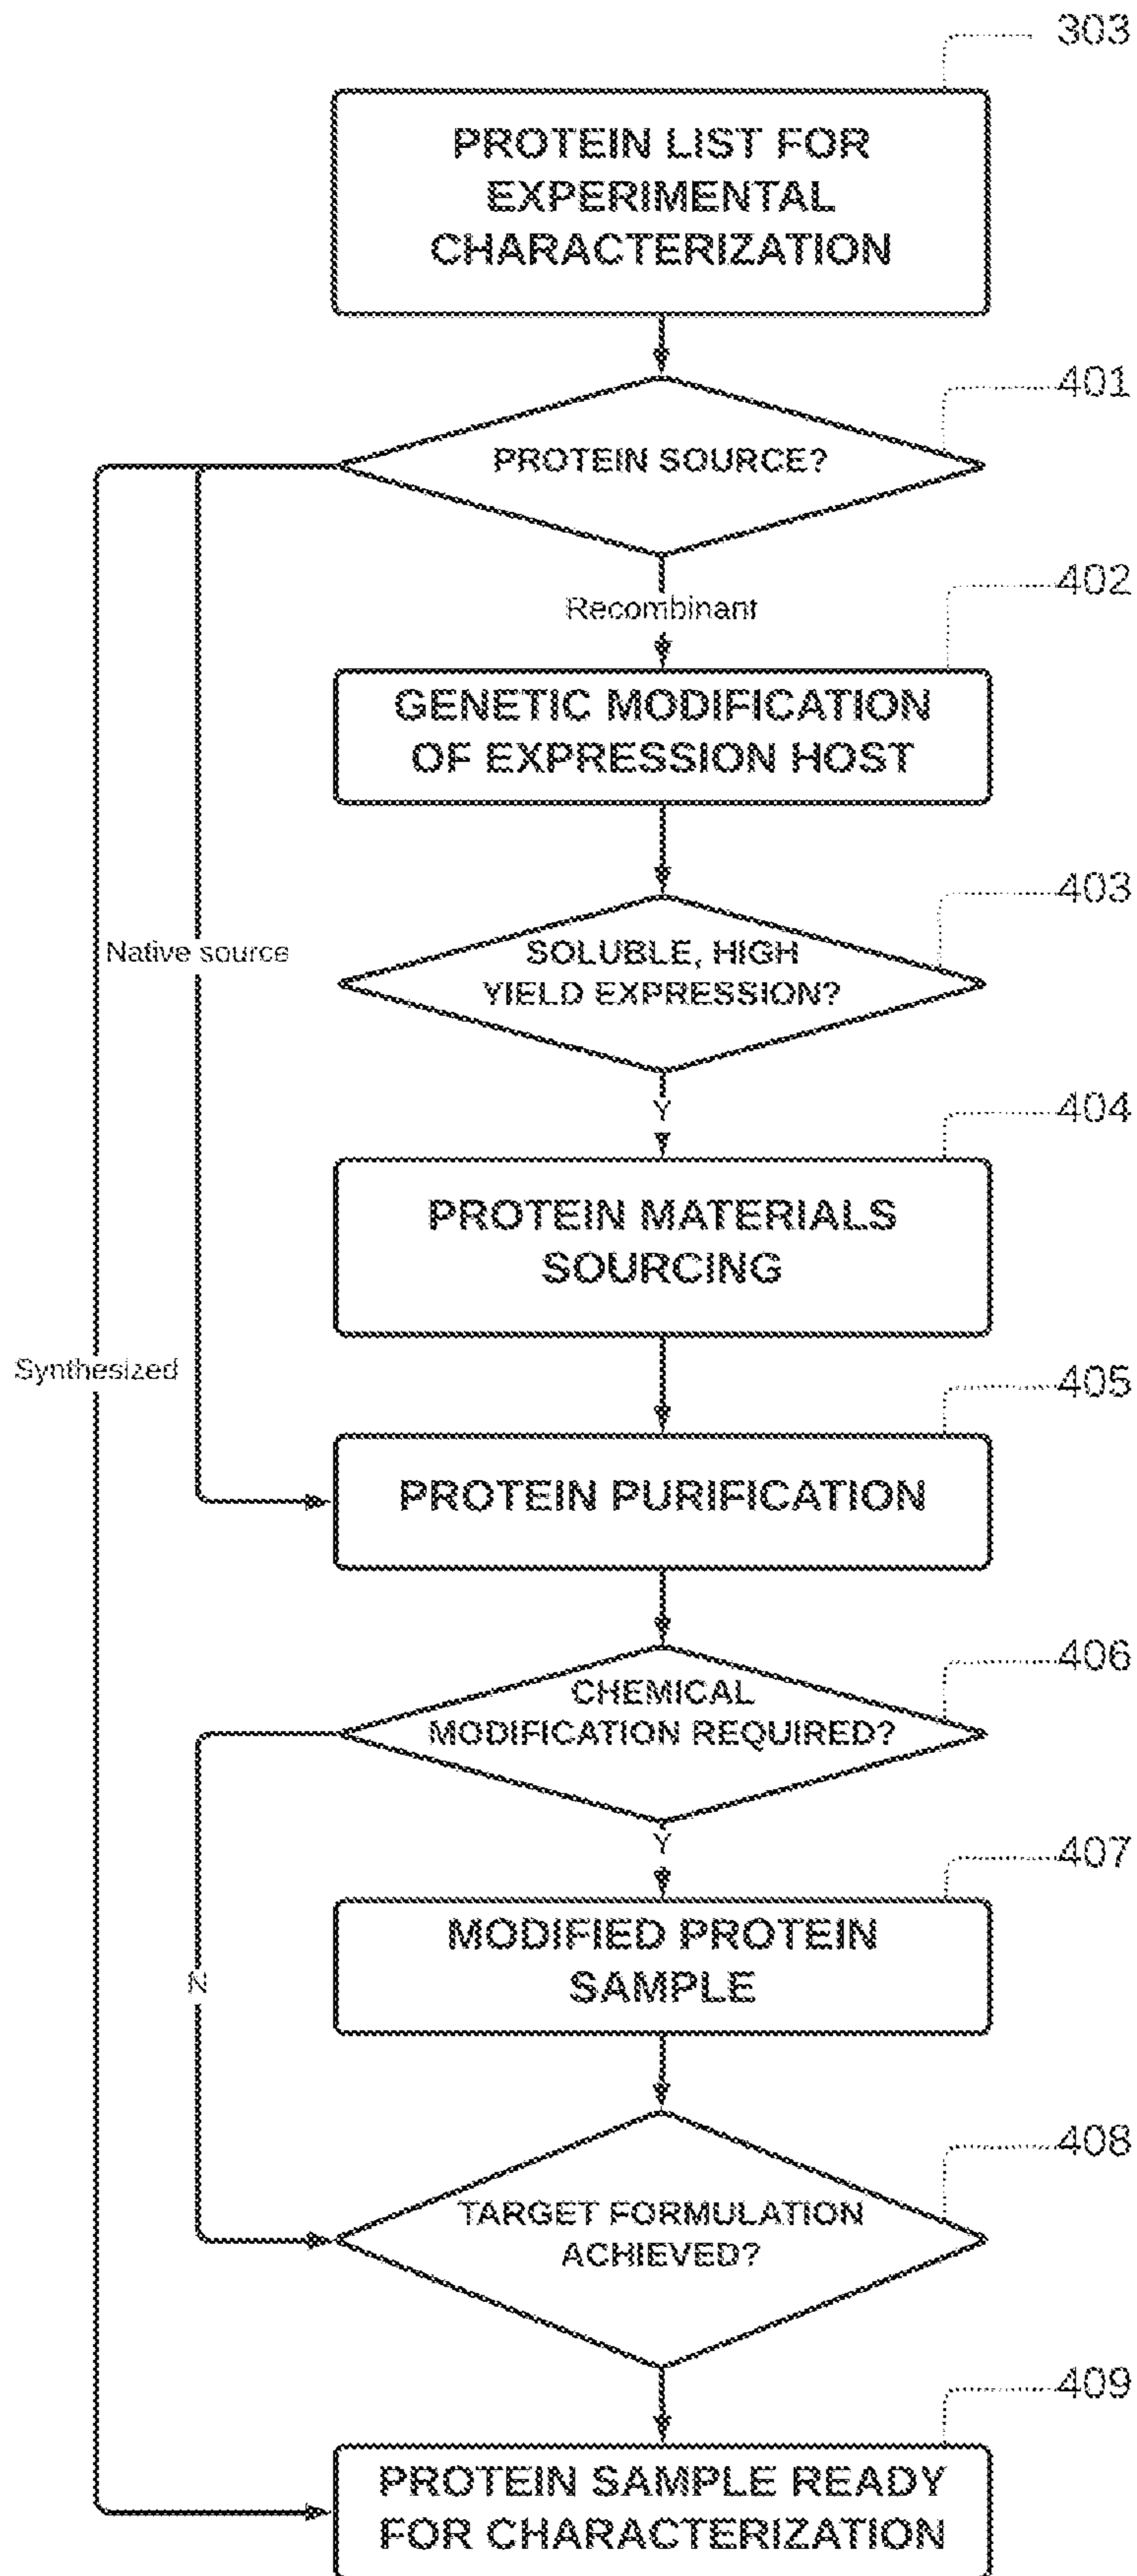 303
PROTEIN LIST FOR
EXPERIMENTAL
CHARACTERIZATION
401
PROTEIN SOURCE?
402
Recombinant
GENETIC MODIFICATION
OF EXPRESSION HOST
403
Native source
SOLUBLE, HIGH
YIELD EXPRESSION?
Y
404
PROTEIN MATERIALS
SOURCING
Synthesized
405
PROTEIN PURIFICATION
406
CHEMICAL
MODIFICATION REQUIRED?
Y
407
MODIFIED PROTEIN
SAMPLE
N
408
TARGET FORMULATION
ACHIEVED?
409
PROTEIN SAMPLE READY
FOR CHARACTERIZATION